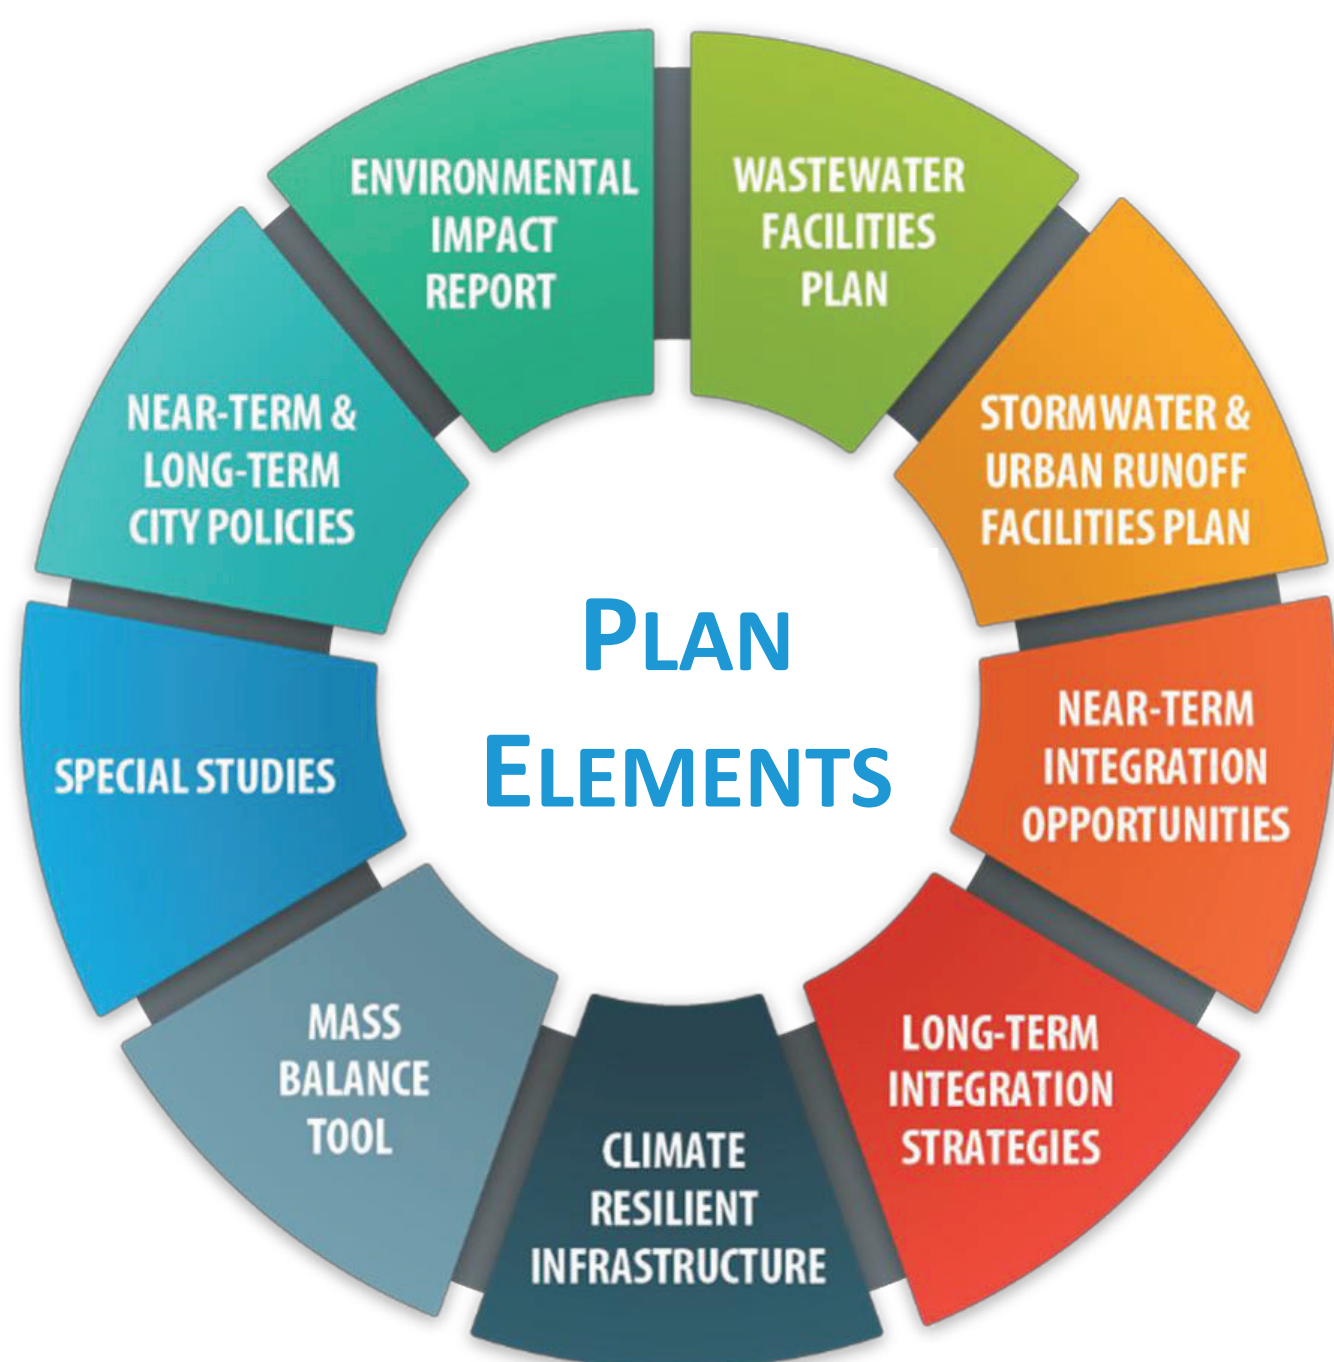 PLAN
ELEMENTS
WASTEWATER
FACILITIES
PLAN
STORMWATER &
URBAN RUNOFF
FACILITIES PLAN
NEAR-TERM
INTEGRATION
OPPORTUNITIES
LONG-TERM
INTEGRATION
STRATEGIES
CLIMATE
RESILIENT
INFRASTRUCTURE
MASS
BALANCE
TOOL
SPECIAL STUDIES
NEAR-TERM &
LONG-TERM
CITY POLICIES
ENVIRONMENTAL
IMPACT
REPORT